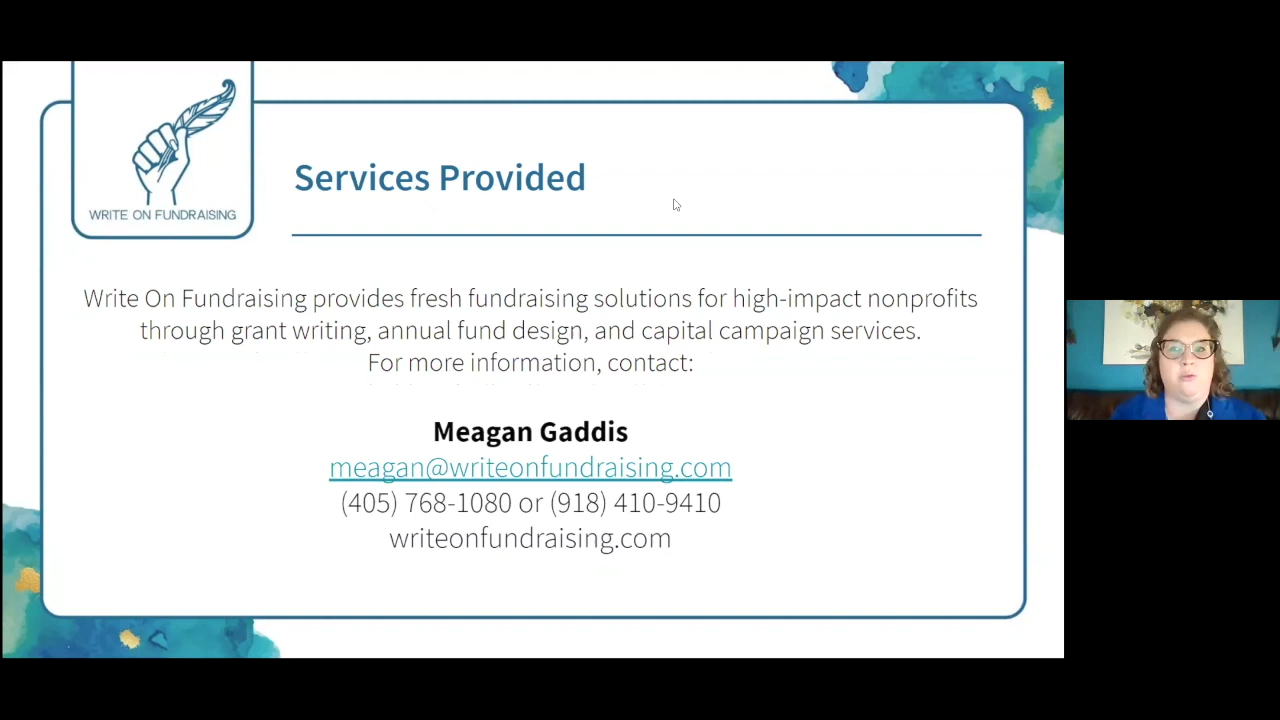 WRITE ON FUNDRAISING
Services Provided
Write On Fundraising provides fresh fundraising solutions for high-impact nonprofits
through grant writing, annual fund design, and capital campaign services.
For more information, contact:
Meagan Gaddis
meagan@writeonfundraising.com
(405) 768-1080 or (918) 410-9410
writeonfundraising.com